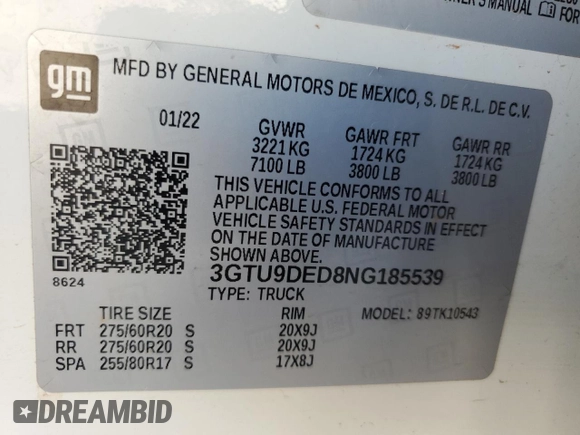 NER'S MANUAL
FOR
gm
MFD BY GENERAL MOTORS DE MEXICO, S. DE R.L. DE C.V.
01/22 GVWR GAWR FRT GAWR RR
3221 KG 1724 KG 1724 KG
7100 LB 3800 LB 3800 LB
THIS VEHICLE CONFORMS TO ALL
APPLICABLE U.S. FEDERAL MOTOR
VEHICLE SAFETY STANDARDS IN EFFECT
ON THE DATE OF MANUFACTURE
SHOWN ABOVE.
8624 3GTU9DED8NG185539
TYPE: TRUCK
TIRE SIZE RIM MODEL: 89TK10543
FRT 275/60R20 S 20X9J
RR 275/60R20 S 20X9J
SPA 255/80R17 S 17X8J
DREAMBID